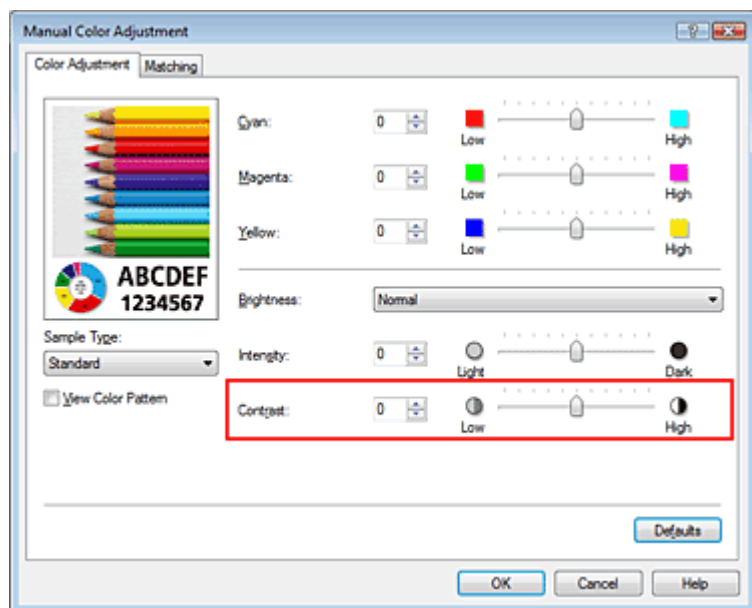 Manual Color Adjustment
Color Adjustment Matching
Cyan: 0 Low High
Magenta: 0 Low High
Yellow: 0 Low High
ABCDEF
1234567
Brightness: Normal
Sample Type:
Standard
Intensity: 0 Light Dark
View Color Pattern
Contrast: 0 Low High
Defaults
OK Cancel Help